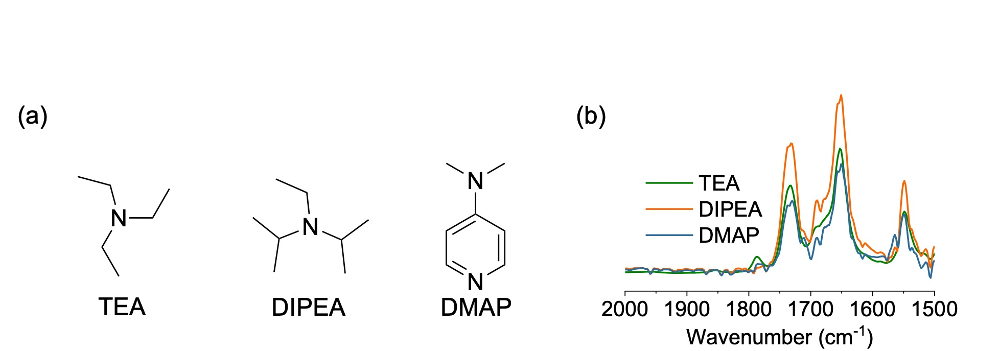 (a)
N
TEA
N
DIPEA
N
N
DMAP
(b)
TEA
DIPEA
DMAP
2000 1900 1800 1700 1600 1500
Wavenumber (cm⁻¹)